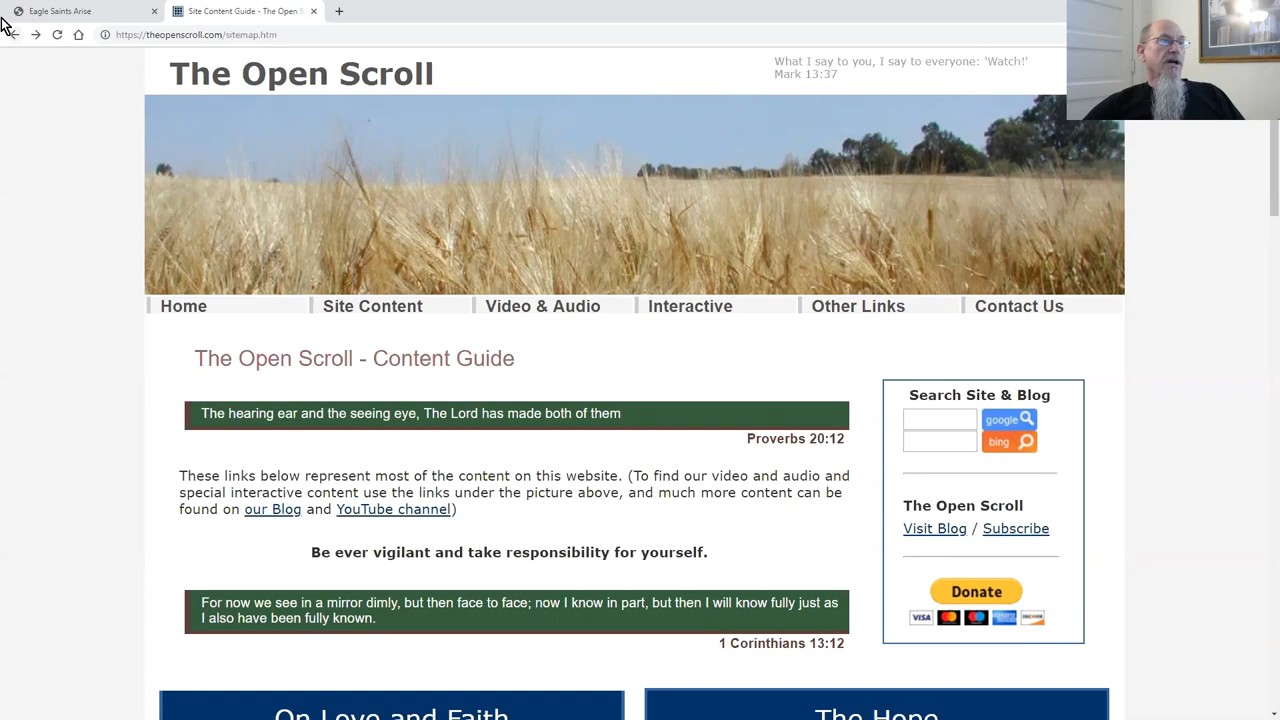 Eagle Saints Arise
Site Content Guide - The Open S
https://theopenscroll.com/sitemap.htm
The Open Scroll
What I say to you, I say to everyone: 'Watch!'
Mark 13:37
Home
Site Content
Video & Audio
Interactive
Other Links
Contact Us
The Open Scroll - Content Guide
The hearing ear and the seeing eye, The Lord has made both of them
Proverbs 20:12
These links below represent most of the content on this website. (To find our video and audio and
special interactive content use the links under the picture above, and much more content can be
found on our Blog and YouTube channel)
Be ever vigilant and take responsibility for yourself.
For now we see in a mirror dimly, but then face to face; now I know in part, but then I will know fully just as
I also have been fully known.
1 Corinthians 13:12
Search Site & Blog
google
bing
The Open Scroll
Visit Blog / Subscribe
Donate
VISA
DISCOVER
On Love and Faith
The Hope